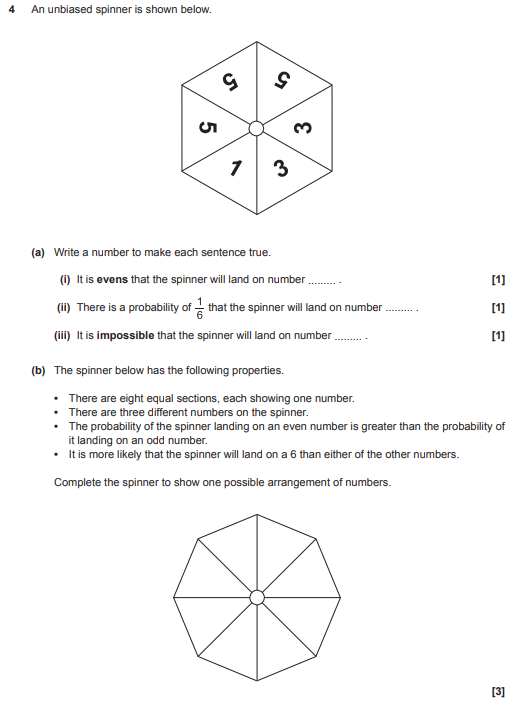 4 An unbiased spinner is shown below.
5 5
5 3
1 3
(a) Write a number to make each sentence true.
(i) It is evens that the spinner will land on number ......... . [1]
(ii) There is a probability of 1/6 that the spinner will land on number ......... . [1]
(iii) It is impossible that the spinner will land on number ......... . [1]
(b) The spinner below has the following properties.
• There are eight equal sections, each showing one number.
• There are three different numbers on the spinner.
• The probability of the spinner landing on an even number is greater than the probability of
it landing on an odd number.
• It is more likely that the spinner will land on a 6 than either of the other numbers.
Complete the spinner to show one possible arrangement of numbers.
[3]